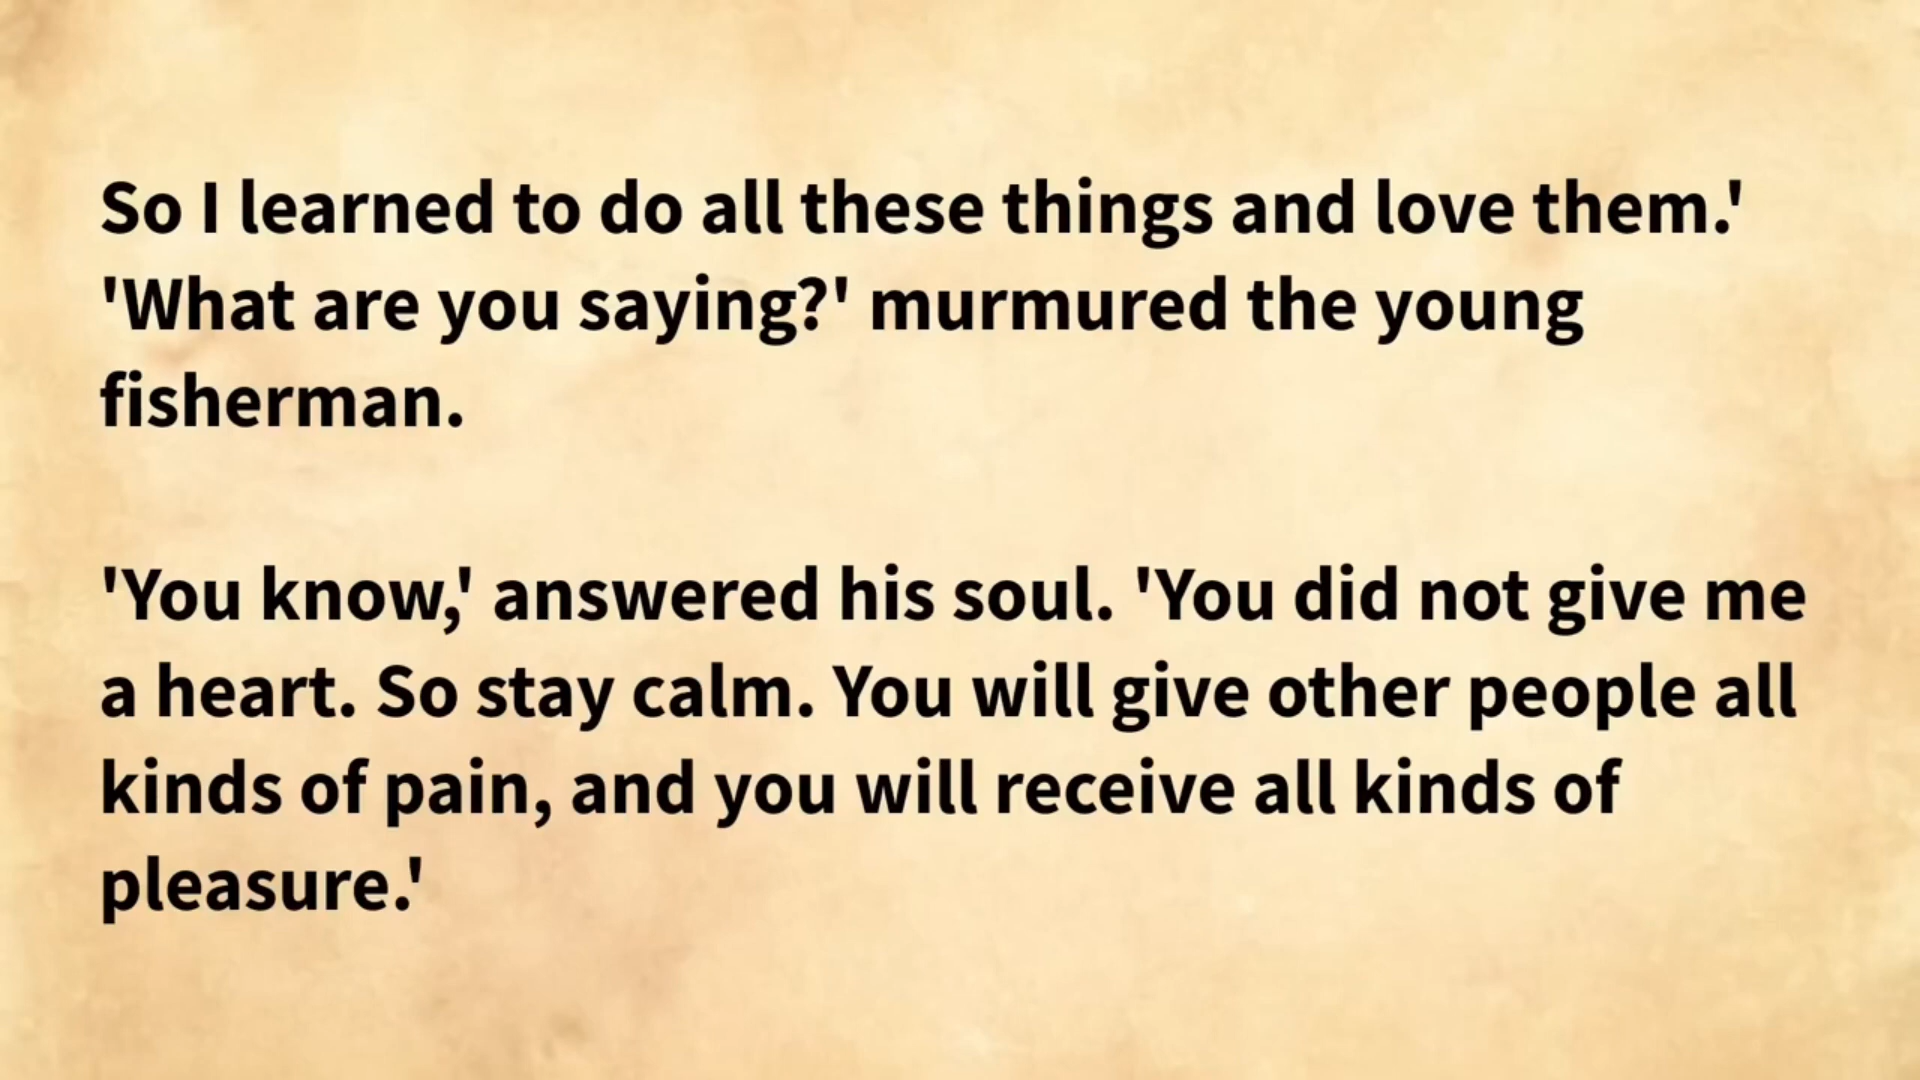 So I learned to do all these things and love them.'
'What are you saying?' murmured the young
fisherman.
'You know,' answered his soul. 'You did not give me
a heart. So stay calm. You will give other people all
kinds of pain, and you will receive all kinds of
pleasure.'